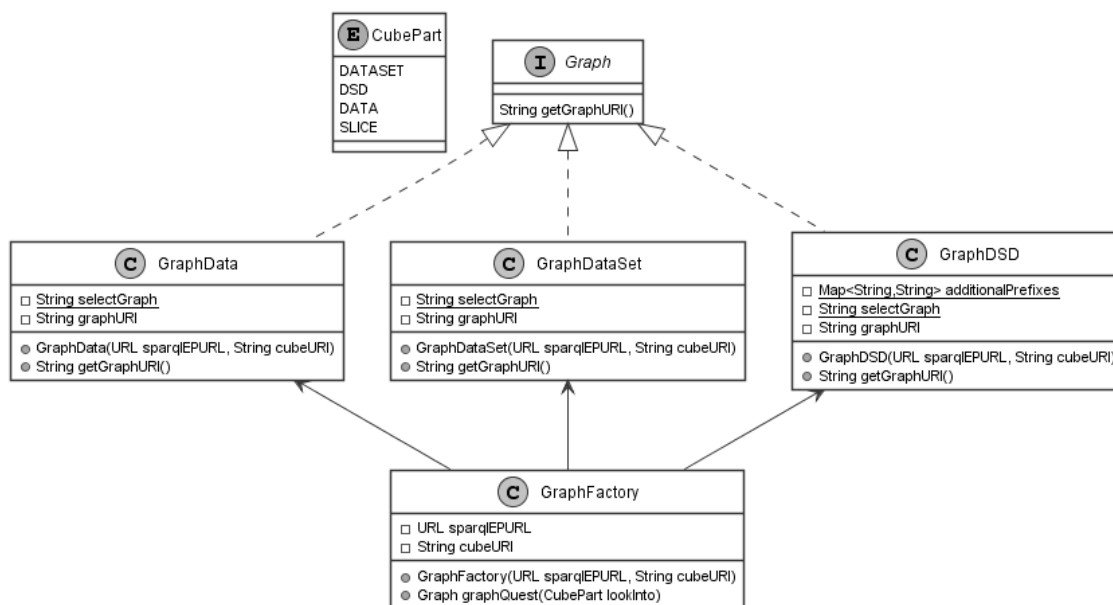 E CubePart
DATASET
DSD
DATA
SLICE
I Graph
String getGraphURI()
C GraphData
String selectGraph
String graphURI
GraphData(URL sparqlEPURL, String cubeURI)
String getGraphURI()
C GraphDataSet
String selectGraph
String graphURI
GraphDataSet(URL sparqlEPURL, String cubeURI)
String getGraphURI()
C GraphDSD
Map<String,String> additionalPrefixes
String selectGraph
String graphURI
GraphDSD(URL sparqlEPURL, String cubeURI)
String getGraphURI()
C GraphFactory
URL sparqlEPURL
String cubeURI
GraphFactory(URL sparqlEPURL, String cubeURI)
Graph graphQuest(CubePart lookInto)